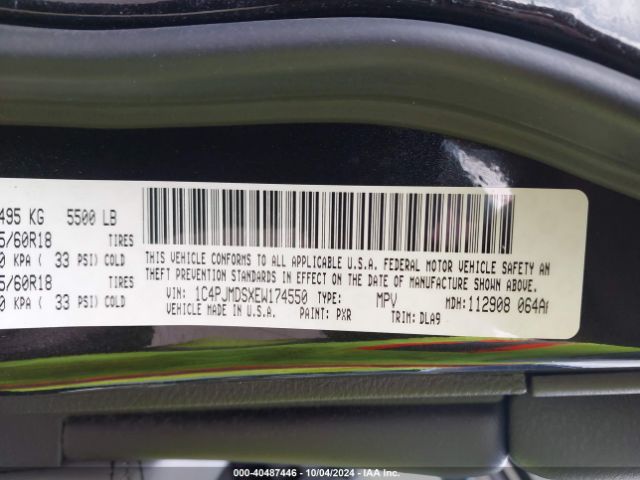 495 KG 5500 LB
5/60R18 TIRES
0 KPA ( 33 PSI) COLD
5/60R18 TIRES
0 KPA ( 33 PSI) COLD
THIS VEHICLE CONFORMS TO ALL APPLICABLE U.S.A. FEDERAL MOTOR VEHICLE SAFETY AN
THEFT PREVENTION STANDARDS IN EFFECT ON THE DATE OF MANUFACTURE SHOWN ABOVE.
VIN: 1C4PJMDSXEW174550 TYPE: MPV MDH: 112908 064A
VEHICLE MADE IN U.S.A. PAINT: PXR TRIM: DLA9
000-40487446 - 10/04/2024 - IAAI.COM